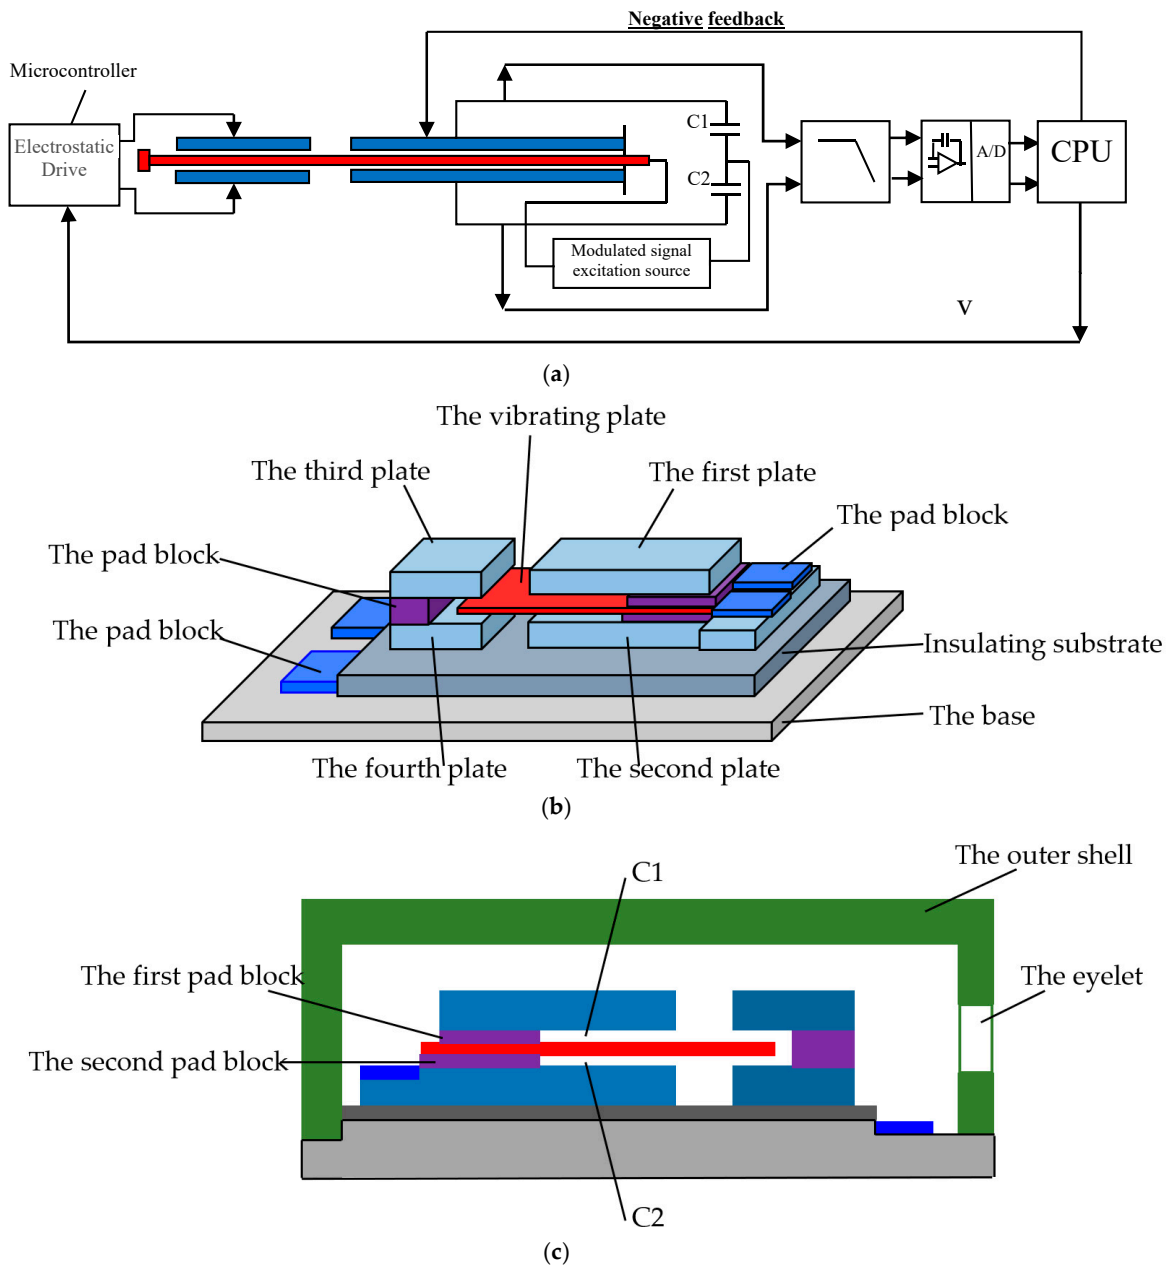 Negative feedback
Microcontroller
Electrostatic
Drive
C1
C2
A/D
CPU
Modulated signal
excitation source
V
(a)
The vibrating plate
The third plate
The first plate
The pad block
The pad block
The pad block
Insulating substrate
The base
The fourth plate
The second plate
(b)
The outer shell
C1
The first pad block
The eyelet
The second pad block
C2
(c)